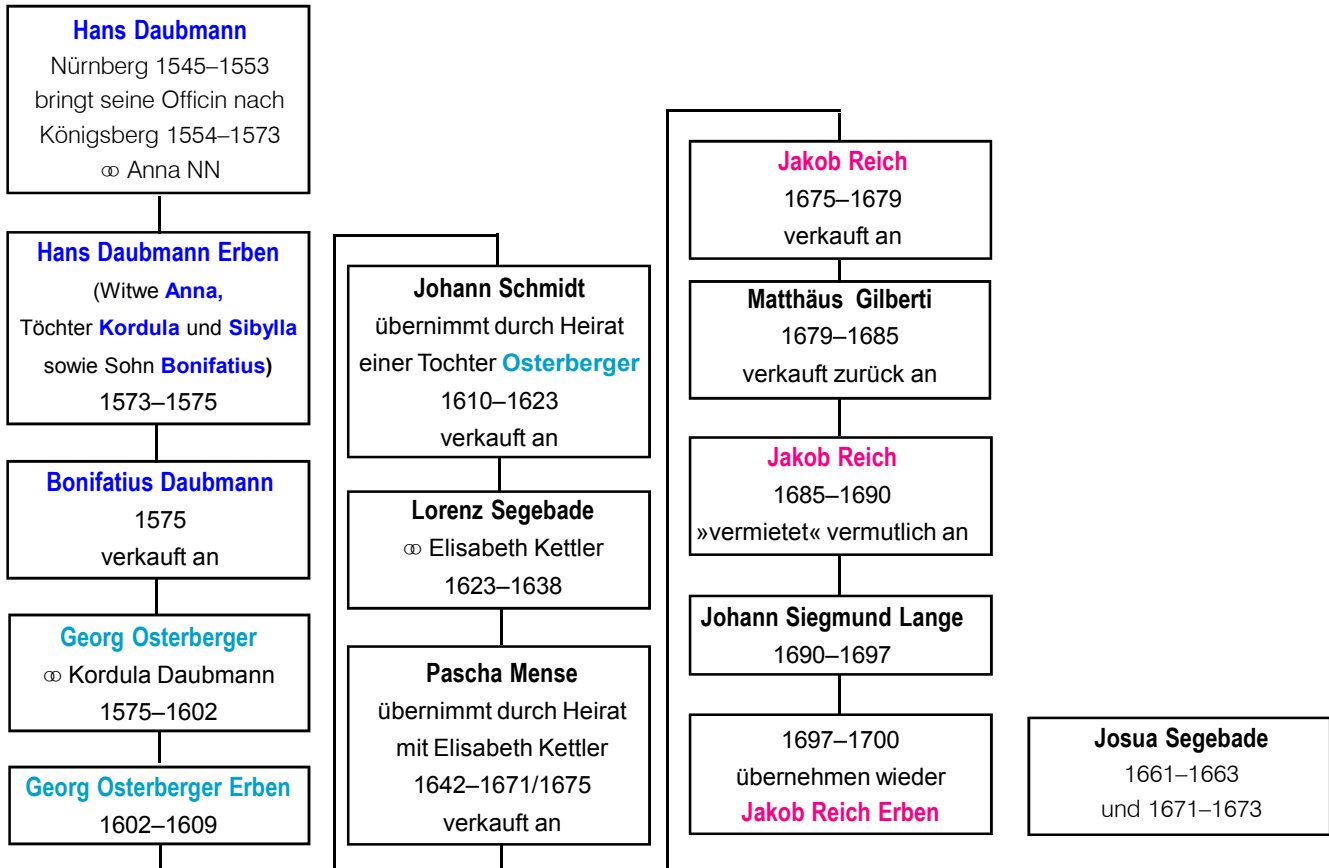 Hans Daubmann
Nürnberg 1545–1553
bringt seine Officin nach
Königsberg 1554–1573
⚭ Anna NN
Hans Daubmann Erben
(Witwe Anna,
Töchter Kordula und Sibylla
sowie Sohn Bonifatius)
1573–1575
Bonifatius Daubmann
1575
verkauft an
Georg Osterberger
⚭ Kordula Daubmann
1575–1602
Georg Osterberger Erben
1602–1609
Johann Schmidt
übernimmt durch Heirat
einer Tochter Osterberger
1610–1623
verkauft an
Lorenz Segebade
⚭ Elisabeth Kettler
1623–1638
Pascha Mense
übernimmt durch Heirat
mit Elisabeth Kettler
1642–1671/1675
verkauft an
Jakob Reich
1675–1679
verkauft an
Matthäus Gilberti
1679–1685
verkauft zurück an
Jakob Reich
1685–1690
»vermietet« vermutlich an
Johann Siegmund Lange
1690–1697
1697–1700
übernehmen wieder
Jakob Reich Erben
Josua Segebade
1661–1663
und 1671–1673